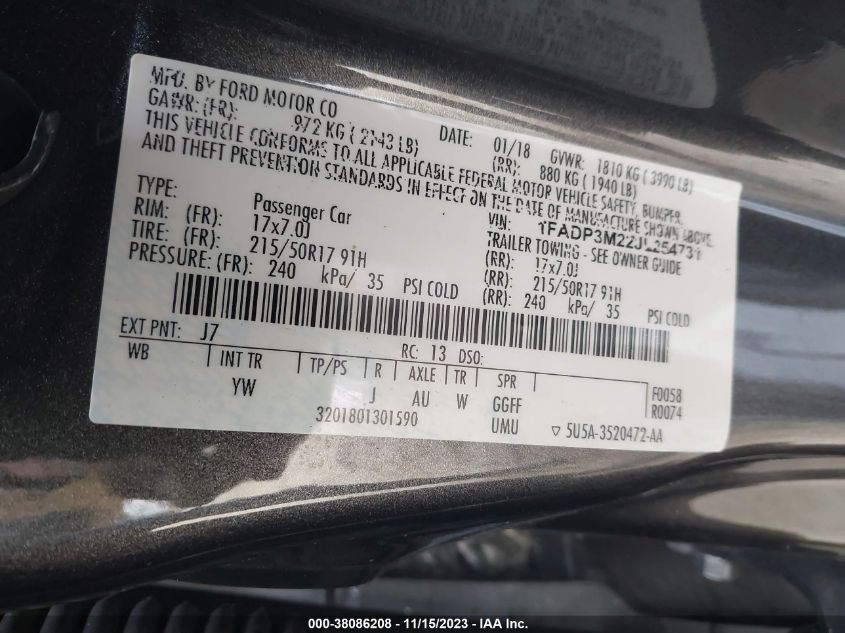 MFD. BY FORD MOTOR CO
DATE: 01/18 GVWR: 1810 KG ( 3990 LB)
GAWR: (FR): 972 KG ( 2143 LB) (RR): 880 KG ( 1940 LB)
THIS VEHICLE CONFORMS TO ALL APPLICABLE FEDERAL MOTOR VEHICLE SAFETY, BUMPER,
AND THEFT PREVENTION STANDARDS IN EFFECT ON THE DATE OF MANUFACTURE SHOWN ABOVE.
VIN: 1FADP3M22JL254731
TYPE: Passenger Car TRAILER TOWING - SEE OWNER GUIDE
RIM: (FR): 17x7.0J (RR): 17x7.0J
TIRE: (FR): 215/50R17 91H (RR): 215/50R17 91H
PRESSURE: (FR): 240 kPa/ 35 PSI COLD (RR): 240 kPa/ 35 PSI COLD
EXT PNT: J7 RC: 13 DSO:
WB INT TR TP/PS R AXLE TR SPR F0058
YW J AU W GGFF R0074
3201801301590 UMU ▽ 5U5A-3520472-AA
100-38086208 - 11/15/2023 - IAA Inc.